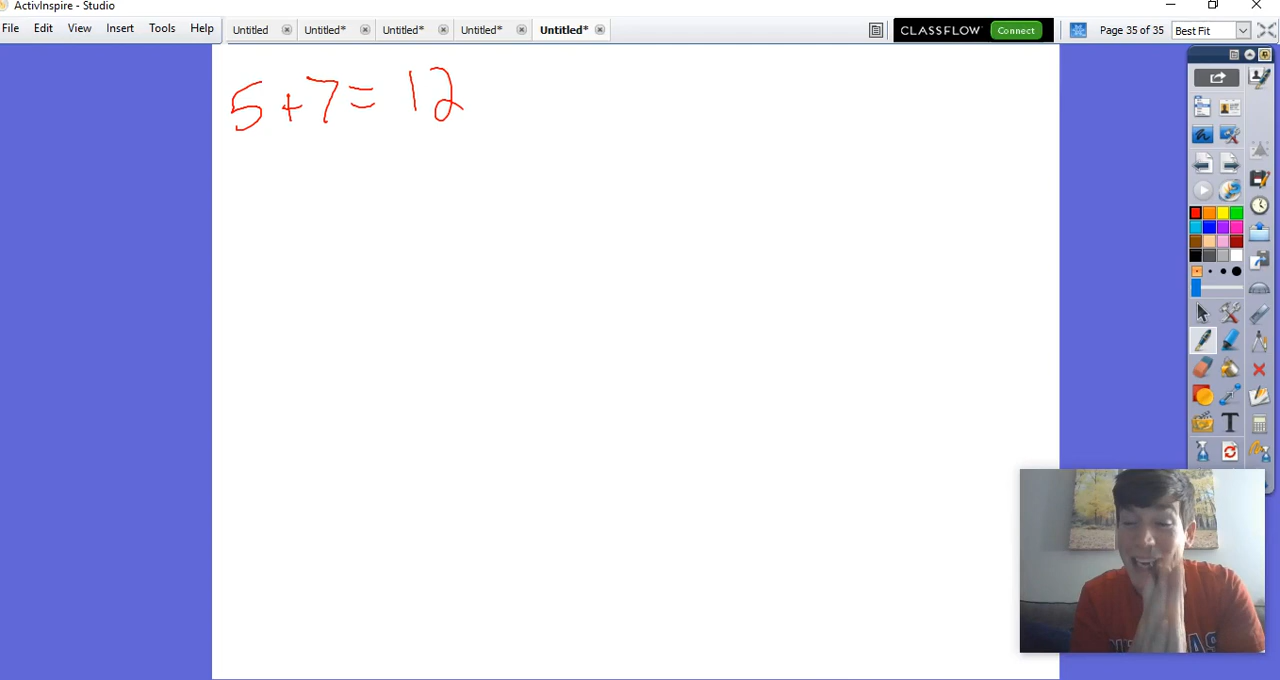 ActivInspire - Studio
File Edit View Insert Tools Help
Untitled Untitled* Untitled* Untitled* Untitled*
CLASSFLOW Connect
Page 35 of 35 Best Fit
5+7=12
T